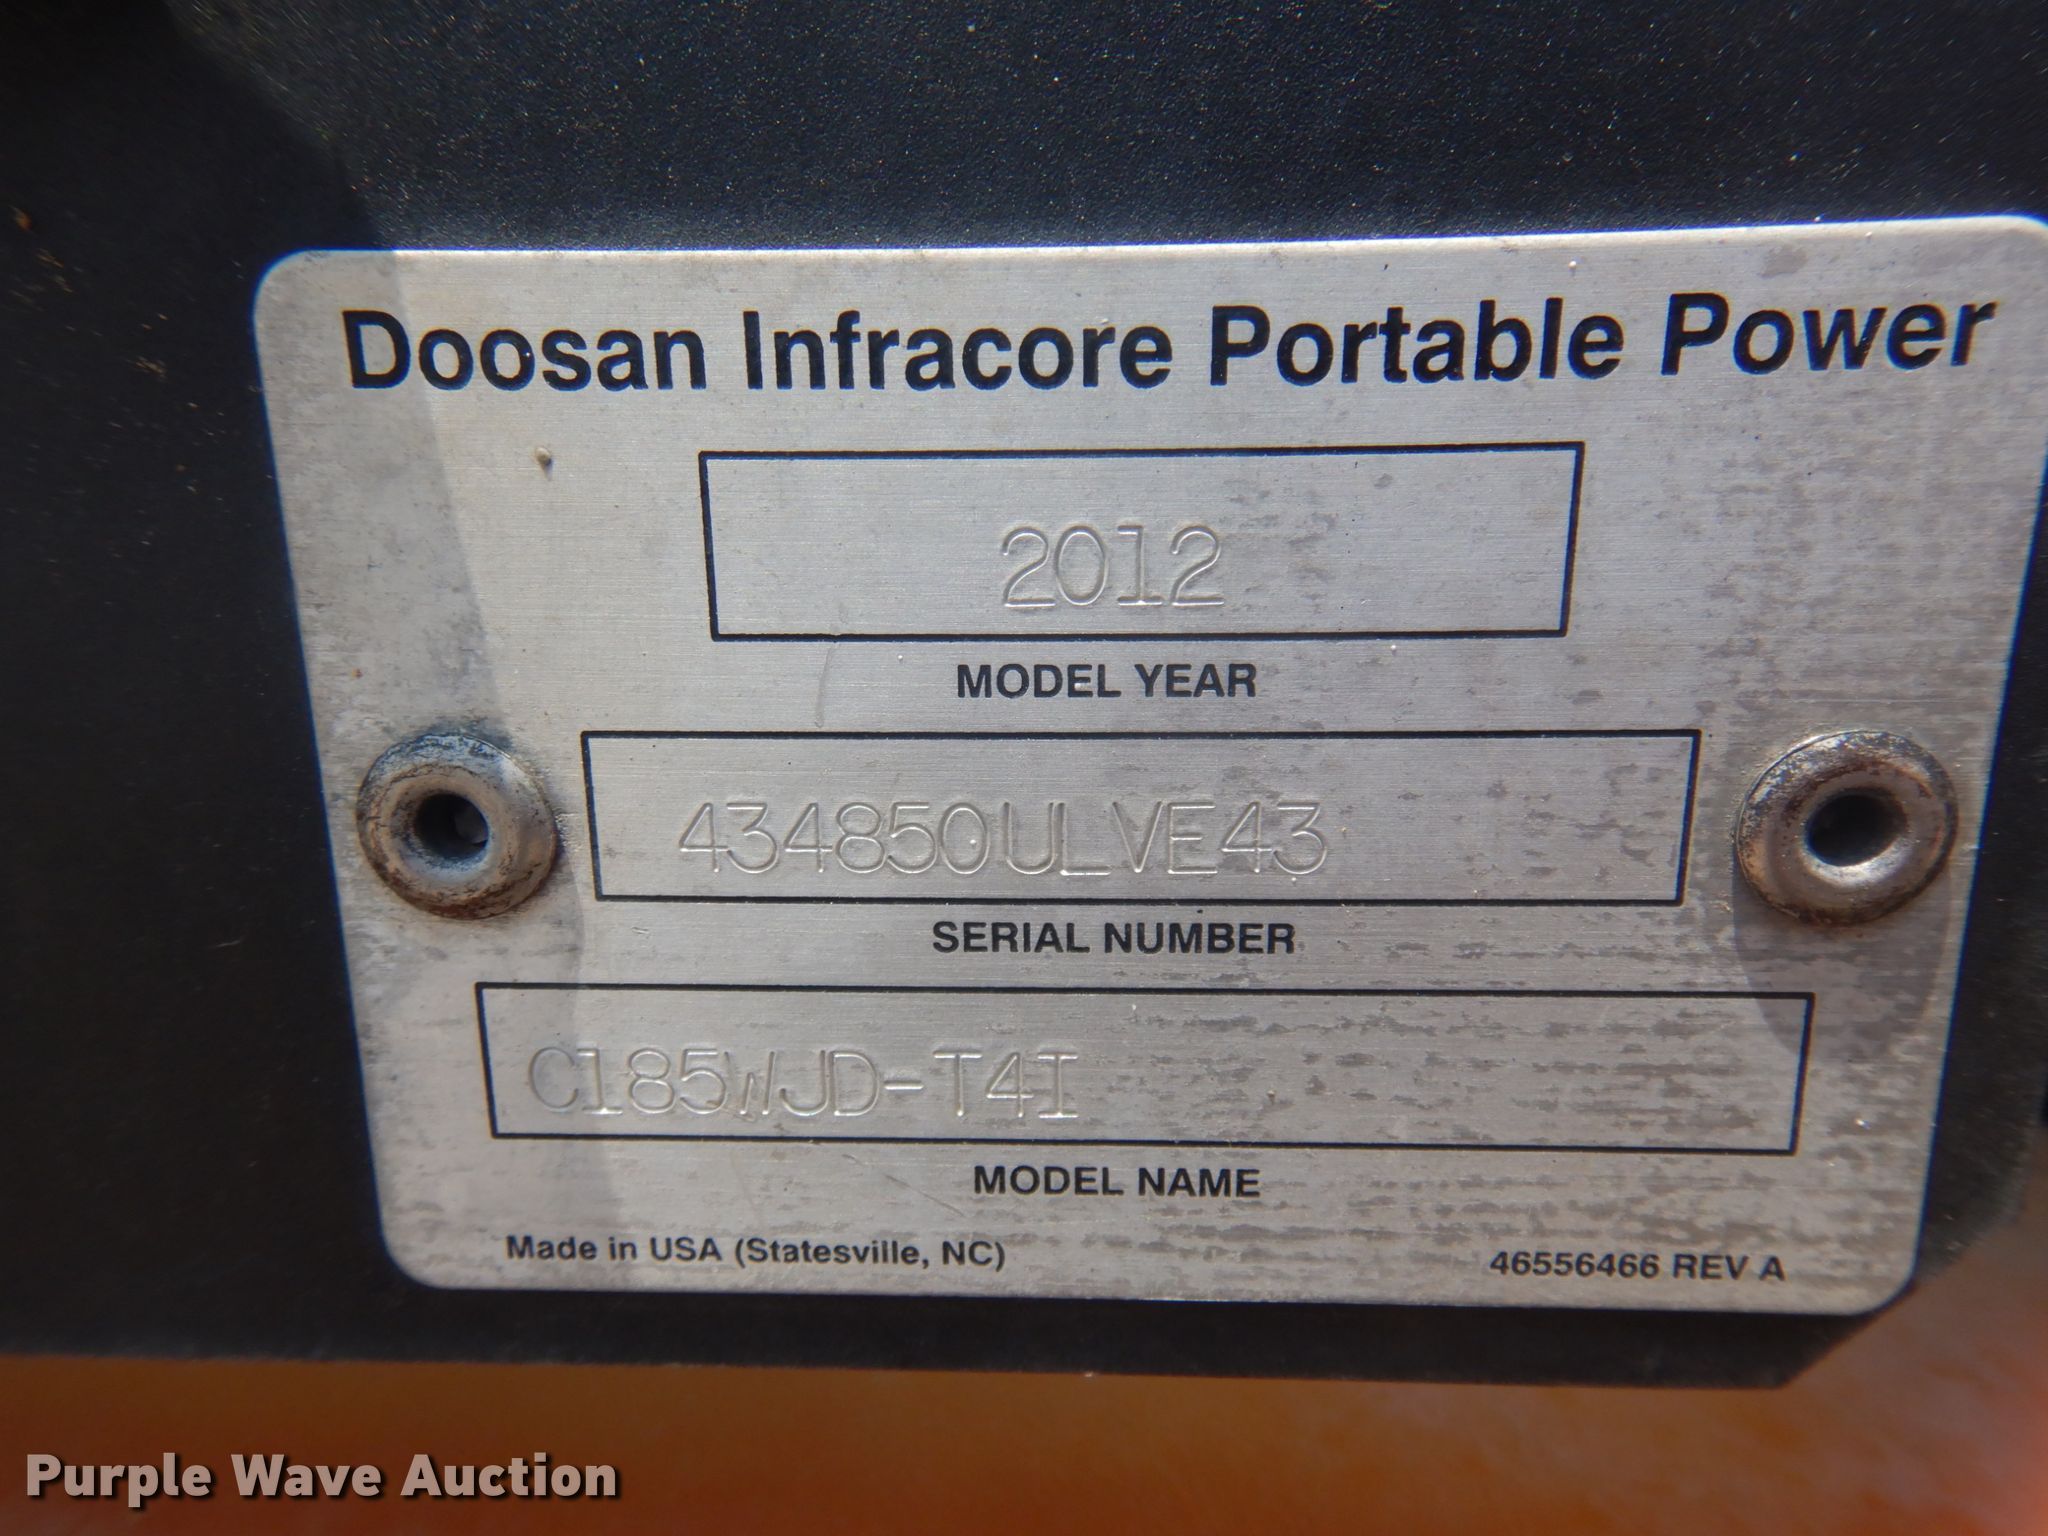 Doosan Infracore Portable Power
2012
MODEL YEAR
434850ULVE43
SERIAL NUMBER
C185WJD-T4I
MODEL NAME
Made in USA (Statesville, NC)
46556466 REV A
Purple Wave Auction